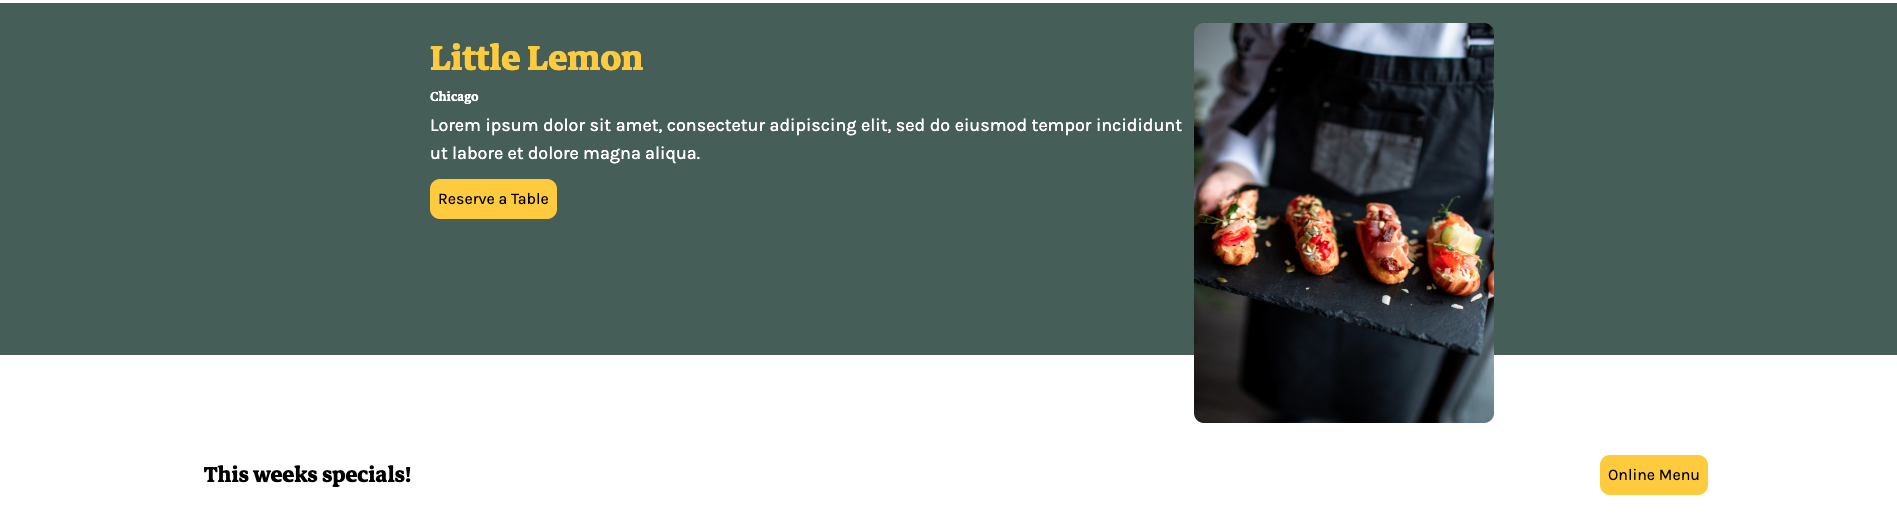 Little Lemon
Chicago
Lorem ipsum dolor sit amet, consectetur adipiscing elit, sed do eiusmod tempor incididunt
ut labore et dolore magna aliqua.
Reserve a Table
This weeks specials!
Online Menu